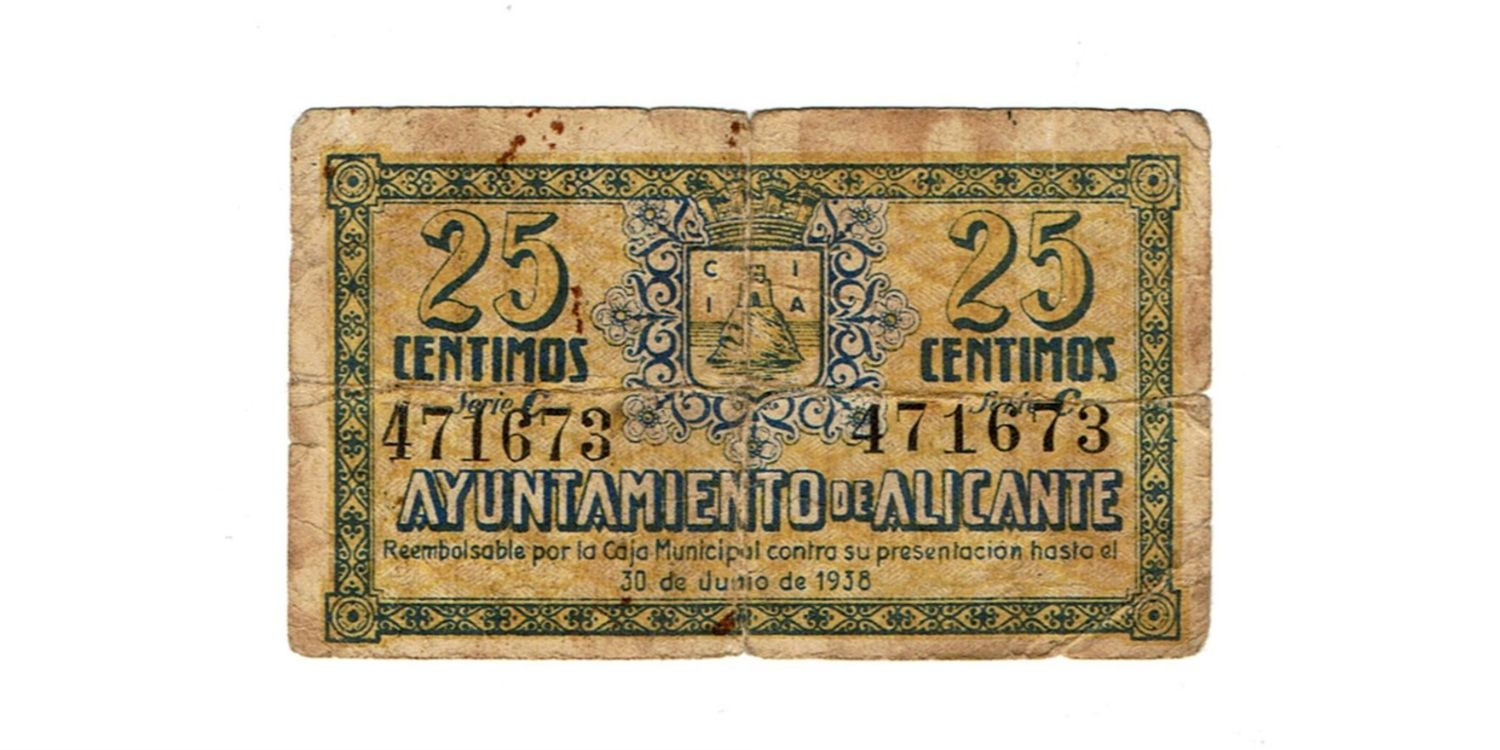 25
CENTIMOS
Serie C
471673
C I
I A
25
CENTIMOS
Serie C
471673
AYUNTAMIENTO DE ALICANTE
Reembolsable por la Caja Municipal contra su presentación hasta el
30 de Junio de 1938